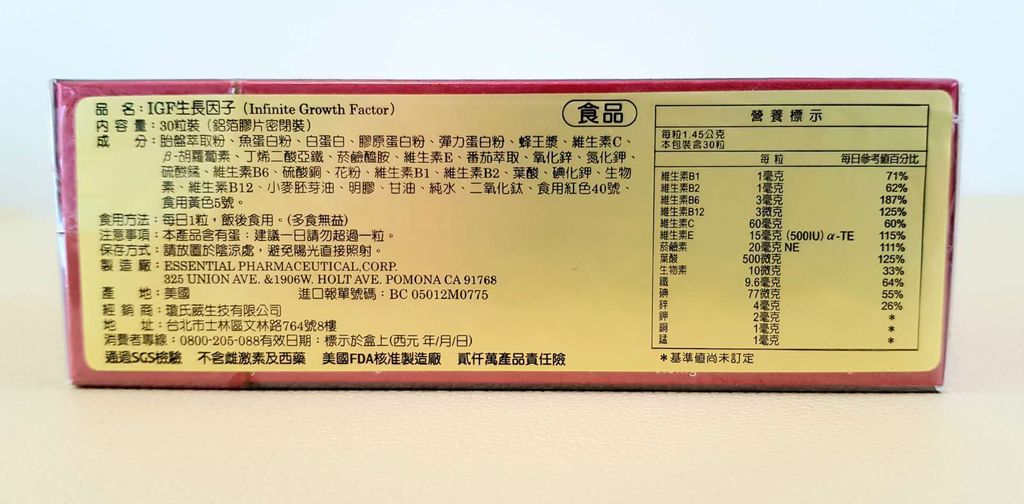 品 名：IGF生長因子 (Infinite Growth Factor)
食品
內 容 量：30粒裝（鋁箔膠片密閉裝）
成 分：胎盤萃取粉、魚蛋白粉、白蛋白、膠原蛋白粉、彈力蛋白粉、蜂王漿、維生素C、
β-胡蘿蔔素、丁烯二酸亞鐵、菸鹼醯胺、維生素E、番茄萃取、氧化鋅、氯化鉀、
硫酸錳、維生素B6、硫酸銅、花粉、維生素B1、維生素B2、葉酸、碘化鉀、生物
素、維生素B12、小麥胚芽油、明膠、甘油、純水、二氧化鈦、食用紅色40號、
食用黃色5號。
食用方法：每日1粒，飯後食用。(多食無益)
注意事項：本產品含有蛋；建議一日請勿超過一粒。
保存方式：請放置於陰涼處，避免陽光直接照射。
製 造 廠：ESSENTIAL PHARMACEUTICAL,CORP.
325 UNION AVE. &1906W. HOLT AVE. POMONA CA 91768
產 地：美國 進口報單號碼：BC 05012M0775
經 銷 商：瓊氏葳生技有限公司
地 址：台北市士林區文林路764號8樓
消費者專線：0800-205-088有效日期：標示於盒上(西元 年/月/日)
通過SGS檢驗 不含雌激素及西藥 美國FDA核准製造廠 貳仟萬產品責任險
營養標示
每粒1.45公克
本包裝含30粒
每粒 每日參考值百分比
維生素B1 1毫克 71%
維生素B2 1毫克 62%
維生素B6 3毫克 187%
維生素B12 3微克 125%
維生素C 60毫克 60%
維生素E 15毫克 (500IU) α-TE 115%
菸鹼素 20毫克 NE 111%
葉酸 500微克 125%
生物素 10微克 33%
鐵 9.6毫克 64%
碘 77微克 55%
鋅 4毫克 26%
鉀 2毫克 *
銅 1毫克 *
錳 1毫克 *
*基準值尚未訂定